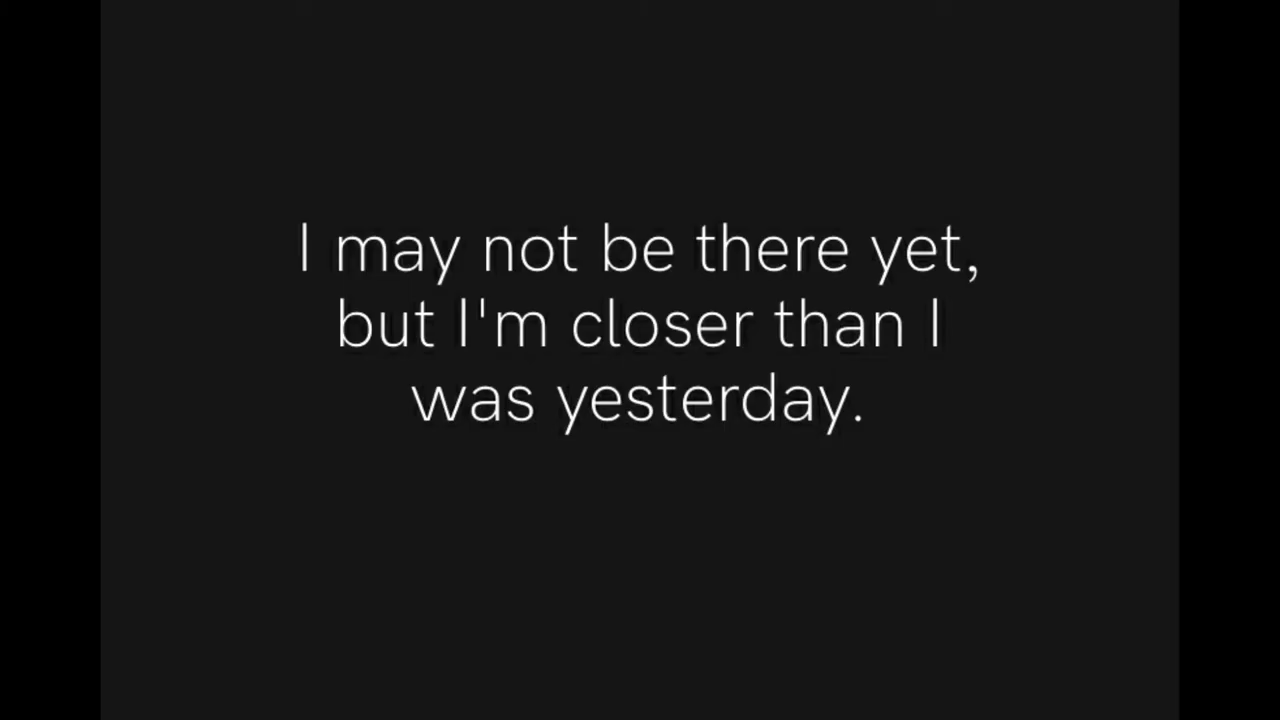 I may not be there yet,
but I'm closer than I
was yesterday.